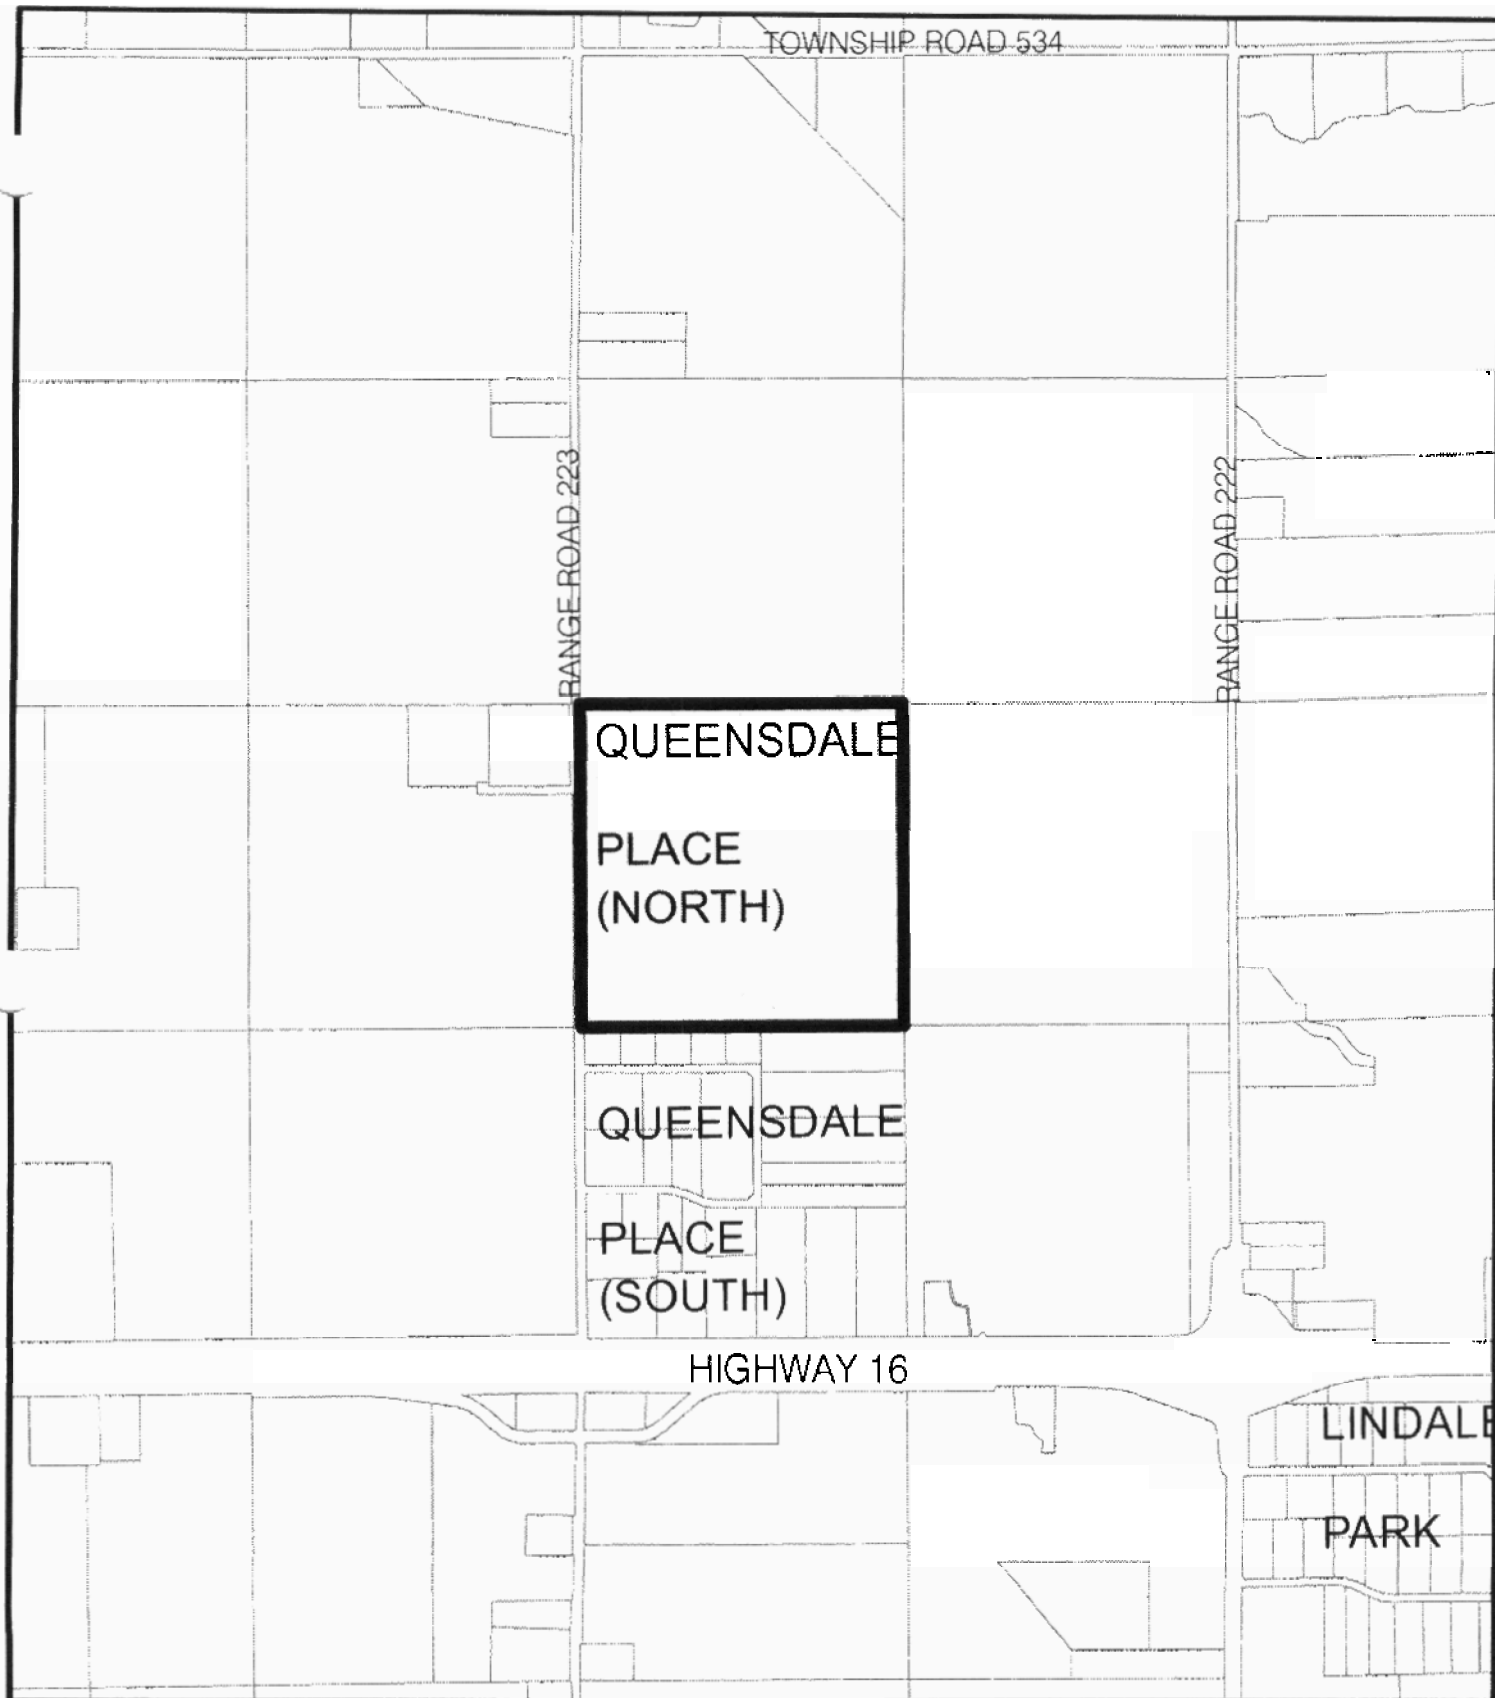 TOWNSHIP ROAD 534
RANGE ROAD 223
RANGE ROAD 222
QUEENSDALE
PLACE
(NORTH)
QUEENSDALE
PLACE
(SOUTH)
HIGHWAY 16
LINDALE
PARK